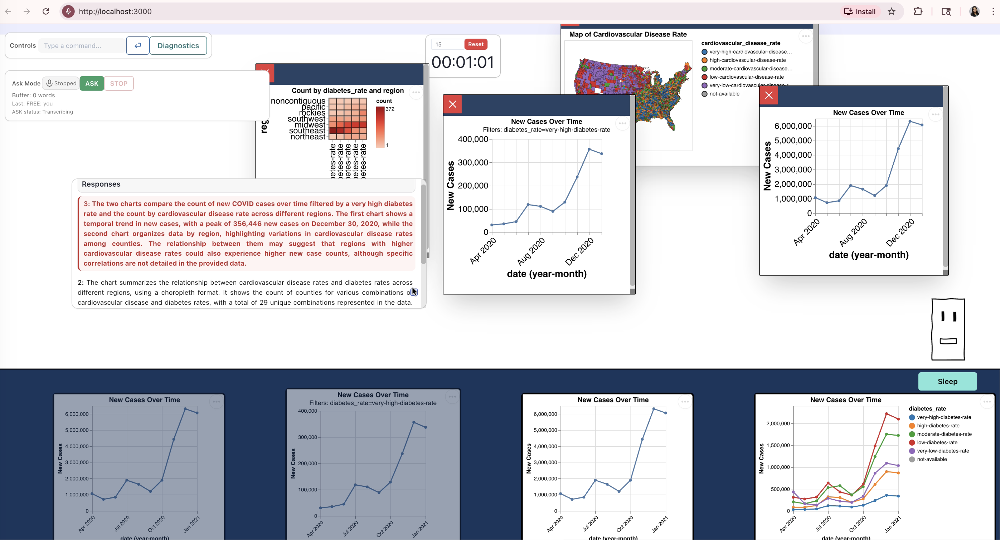 http://localhost:3000
Install
Controls
Type a command...
Diagnostics
Ask Mode
Stopped
ASK
STOP
Buffer: 0 words
Last: FREE: you
ASK status: Transcribing
15
Reset
00:01:01
Count by diabetes_rate and region
noncontiguous
pacific
rockies
southwest
midwest
southeast
northeast
count
372
1
etes-rate
etes-rate
etes-rate
etes-rate
etes-rate
Map of Cardiovascular Disease Rate
cardiovascular_disease_rate
very-high-cardiovascular-disease…
high-cardiovascular-disease-rate
moderate-cardiovascular-disease…
low-cardiovascular-disease-rate
very-low-cardiovascular-disease-r
not-available
New Cases Over Time
Filters: diabetes_rate=very-high-diabetes-rate
New Cases
400,000
300,000
200,000
100,000
0
Apr 2020
Aug 2020
Dec 2020
date (year-month)
New Cases Over Time
New Cases
6,000,000
5,000,000
4,000,000
3,000,000
2,000,000
1,000,000
0
Apr 2020
Aug 2020
Dec 2020
date (year-month)
Responses
3: The two charts compare the count of new COVID cases over time filtered by a very high diabetes
rate and the count by cardiovascular disease rate across different regions. The first chart shows a
temporal trend in new cases, with a peak of 356,446 new cases on December 30, 2020, while the
second chart organizes data by region, highlighting variations in cardiovascular disease rates
among counties. The relationship between them may suggest that regions with higher
cardiovascular disease rates could also experience higher new case counts, although specific
correlations are not detailed in the provided data.
2: The chart summarizes the relationship between cardiovascular disease rates and diabetes rates across
different regions, using a choropleth format. It shows the count of counties for various combinations
cardiovascular disease and diabetes rates, with a total of 29 unique combinations represented in the data.
Sleep
New Cases Over Time
New Cases
6,000,000
5,000,000
4,000,000
3,000,000
2,000,000
1,000,000
0
Apr 2020
Jul 2020
Oct 2020
Jan 2021
date (year-month)
New Cases Over Time
Filters: diabetes_rate=very-high-diabetes-rate
New Cases
400,000
300,000
200,000
100,000
0
Apr 2020
Jul 2020
Oct 2020
Jan 2021
New Cases Over Time
New Cases
6,000,000
5,000,000
4,000,000
3,000,000
2,000,000
1,000,000
0
Apr 2020
Jul 2020
Oct 2020
Jan 2021
date (year-month)
New Cases Over Time
New Cases
2,000,000
1,500,000
1,000,000
500,000
0
Apr 2020
Jul 2020
Oct 2020
Jan 2021
date (year-month)
diabetes_rate
very-high-diabetes-rate
high-diabetes-rate
moderate-diabetes-rate
low-diabetes-rate
very-low-diabetes-rate
not-available